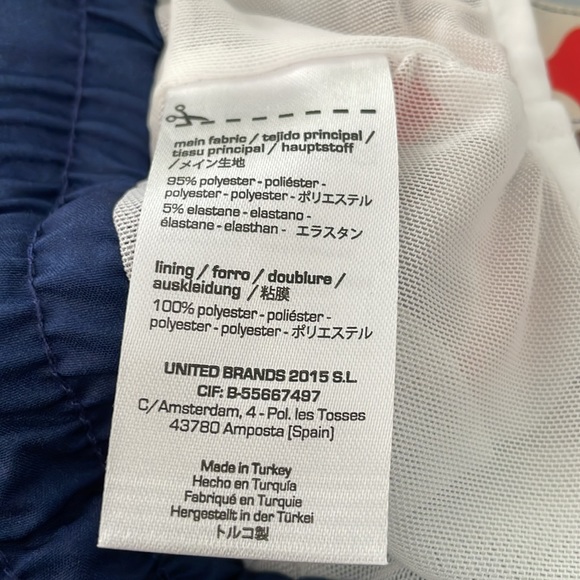 main fabric / tejido principal /
tissu principal / hauptstoff
/メイン生地
95% polyester - poliéster -
polyester - polyester - ポリエステル
5% elastane - elastano -
élastane - elasthan - エラスタン
lining / forro / doublure /
auskleidung / 粘膜
100% polyester - poliéster -
polyester - polyester - ポリエステル
UNITED BRANDS 2015 S.L.
CIF: B-55667497
C/Amsterdam, 4 - Pol. les Tosses
43780 Amposta [Spain]
Made in Turkey
Hecho en Turquía
Fabriqué en Turquie
Hergestellt in der Türkei
トルコ製